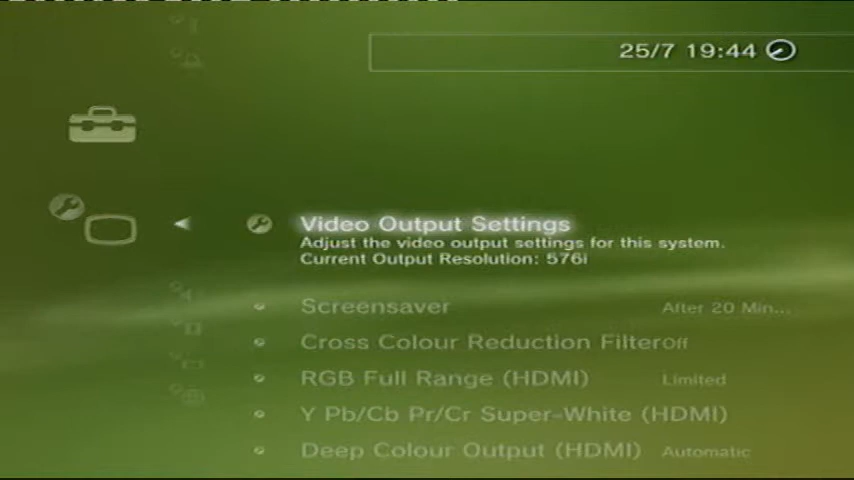 25/7 19:44
Video Output Settings
Adjust the video output settings for this system.
Current Output Resolution: 576i
Screensaver After 20 Min...
Cross Colour Reduction Filter Off
RGB Full Range (HDMI) Limited
Y Pb/Cb Pr/Cr Super-White (HDMI)
Deep Colour Output (HDMI) Automatic